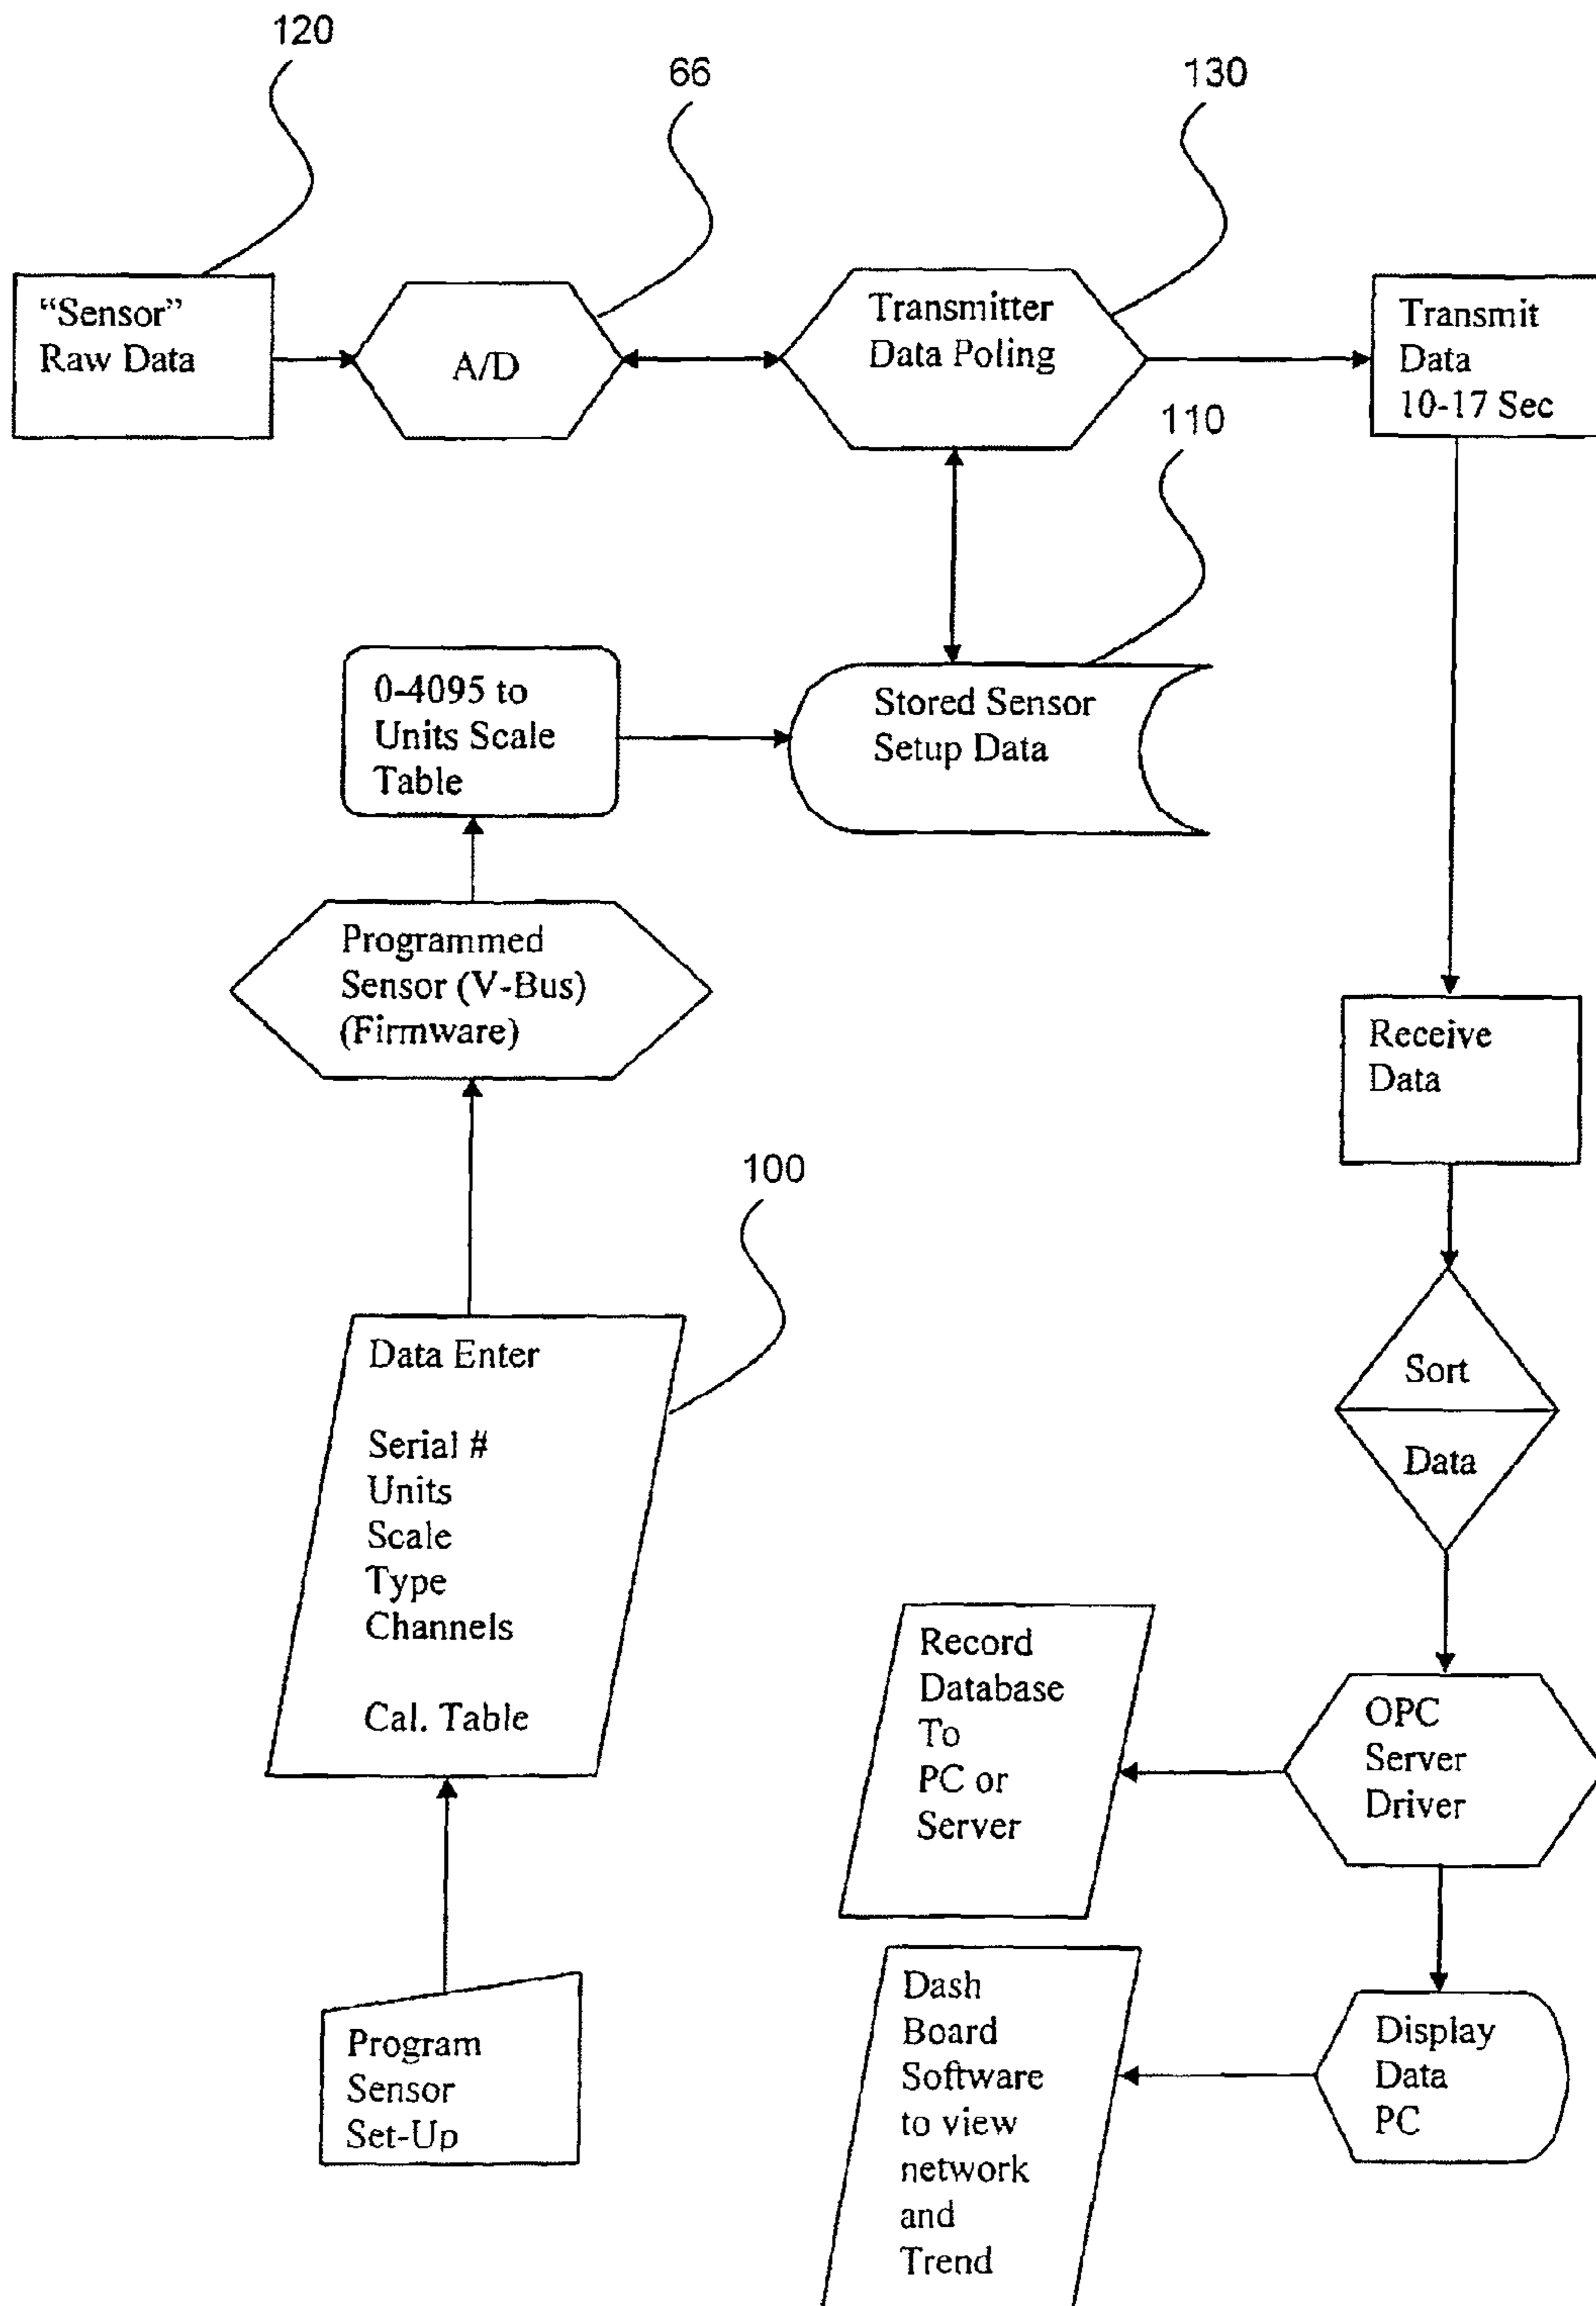 120
66
130
“Sensor”
Raw Data
A/D
Transmitter
Data Poling
Transmit
Data
10-17 Sec
110
0-4095 to
Units Scale
Table
Stored Sensor
Setup Data
Programmed
Sensor (V-Bus)
(Firmware)
Receive
Data
100
Data Enter
Serial #
Units
Scale
Type
Channels
Cal. Table
Sort
Data
Record
Database
To
PC or
Server
OPC
Server
Driver
Program
Sensor
Set-Up
Dash
Board
Software
to view
network
and
Trend
Display
Data
PC